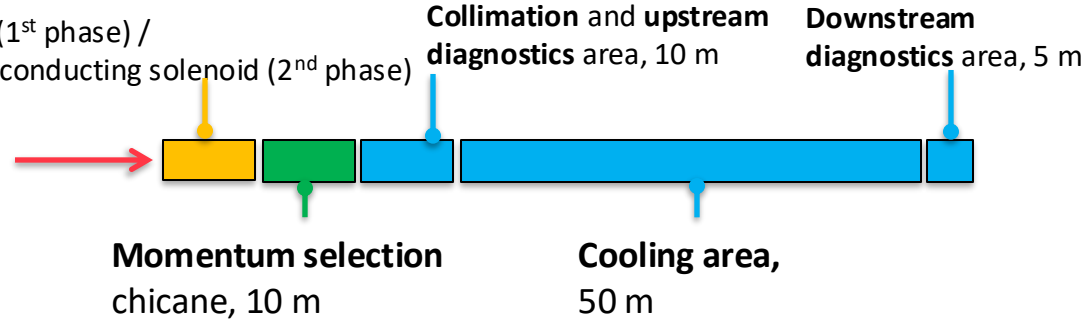 (1st phase) /
conducting solenoid (2nd phase)
Collimation and upstream
diagnostics area, 10 m
Downstream
diagnostics area, 5 m
Momentum selection
chicane, 10 m
Cooling area,
50 m